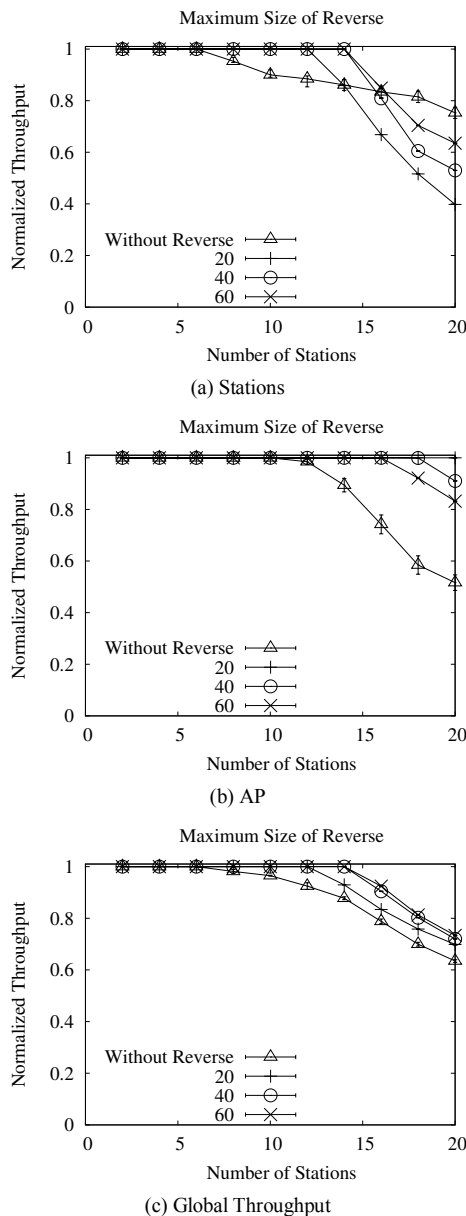 Maximum Size of Reverse
1
0.8
0.6
0.4
0.2
0
Normalized Throughput
Without Reverse
20
40
60
0 5 10 15 20
Number of Stations
(a) Stations
Maximum Size of Reverse
1
0.8
0.6
0.4
0.2
0
Normalized Throughput
Without Reverse
20
40
60
0 5 10 15 20
Number of Stations
(b) AP
Maximum Size of Reverse
1
0.8
0.6
0.4
0.2
0
Normalized Throughput
Without Reverse
20
40
60
0 5 10 15 20
Number of Stations
(c) Global Throughput